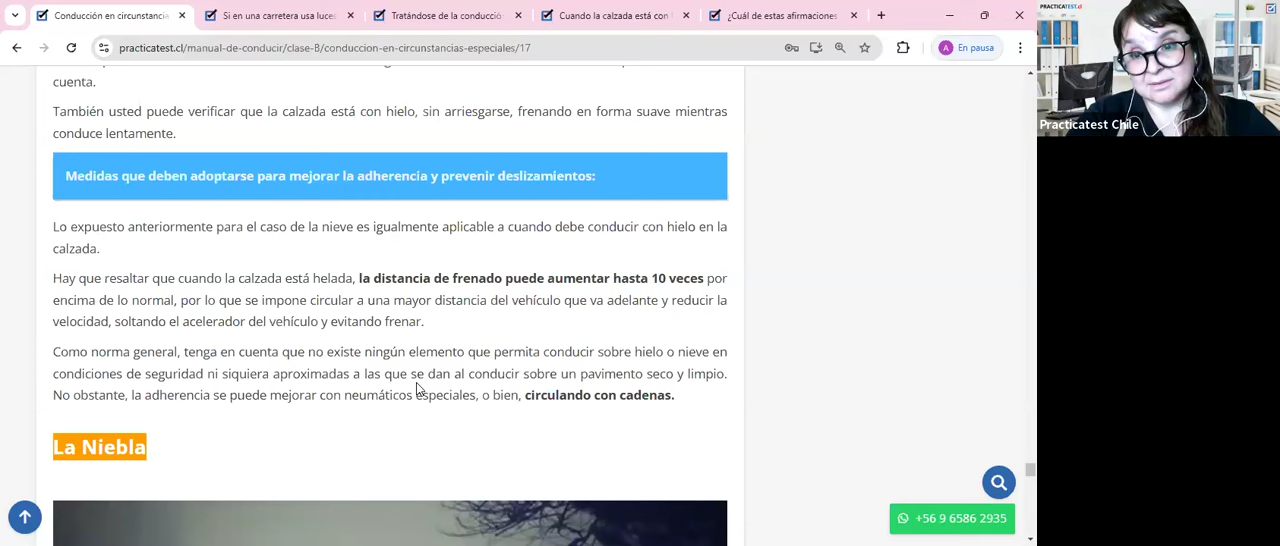 Conducción en circunstancia
Si en una carretera usa luces
Tratándose de la conducció
Cuando la calzada está con
¿Cuál de estas afirmaciones
practicatest.cl/manual-de-conducir/clase-B/conduccion-en-circunstancias-especiales/17
A En pausa
PRACTICATEST.cl
Practicatest Chile
cuenta.
También usted puede verificar que la calzada está con hielo, sin arriesgarse, frenando en forma suave mientras
conduce lentamente.
Medidas que deben adoptarse para mejorar la adherencia y prevenir deslizamientos:
Lo expuesto anteriormente para el caso de la nieve es igualmente aplicable a cuando debe conducir con hielo en la
calzada.
Hay que resaltar que cuando la calzada está helada, la distancia de frenado puede aumentar hasta 10 veces por
encima de lo normal, por lo que se impone circular a una mayor distancia del vehículo que va adelante y reducir la
velocidad, soltando el acelerador del vehículo y evitando frenar.
Como norma general, tenga en cuenta que no existe ningún elemento que permita conducir sobre hielo o nieve en
condiciones de seguridad ni siquiera aproximadas a las que se dan al conducir sobre un pavimento seco y limpio.
No obstante, la adherencia se puede mejorar con neumáticos especiales, o bien, circulando con cadenas.
La Niebla
+56 9 6586 2935